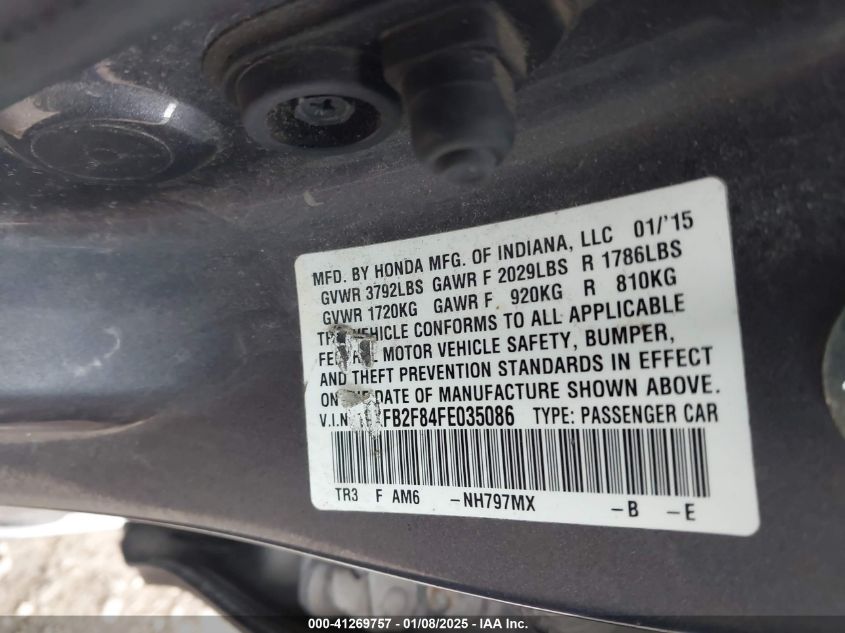 MFD. BY HONDA MFG. OF INDIANA, LLC 01/'15
GVWR 3792LBS GAWR F 2029LBS R 1786LBS
GVWR 1720KG GAWR F 920KG R 810KG
VEHICLE CONFORMS TO ALL APPLICABLE
MOTOR VEHICLE SAFETY, BUMPER,
AND THEFT PREVENTION STANDARDS IN EFFECT
DATE OF MANUFACTURE SHOWN ABOVE.
V.I.N FB2F84FE035086 TYPE: PASSENGER CAR
TR3 F AM6 -NH797MX -B -E
000-41269757 - 01/08/2025 - IAA Inc.